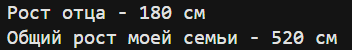 Рост отца - 180 см
Общий рост моей семьи - 520 см